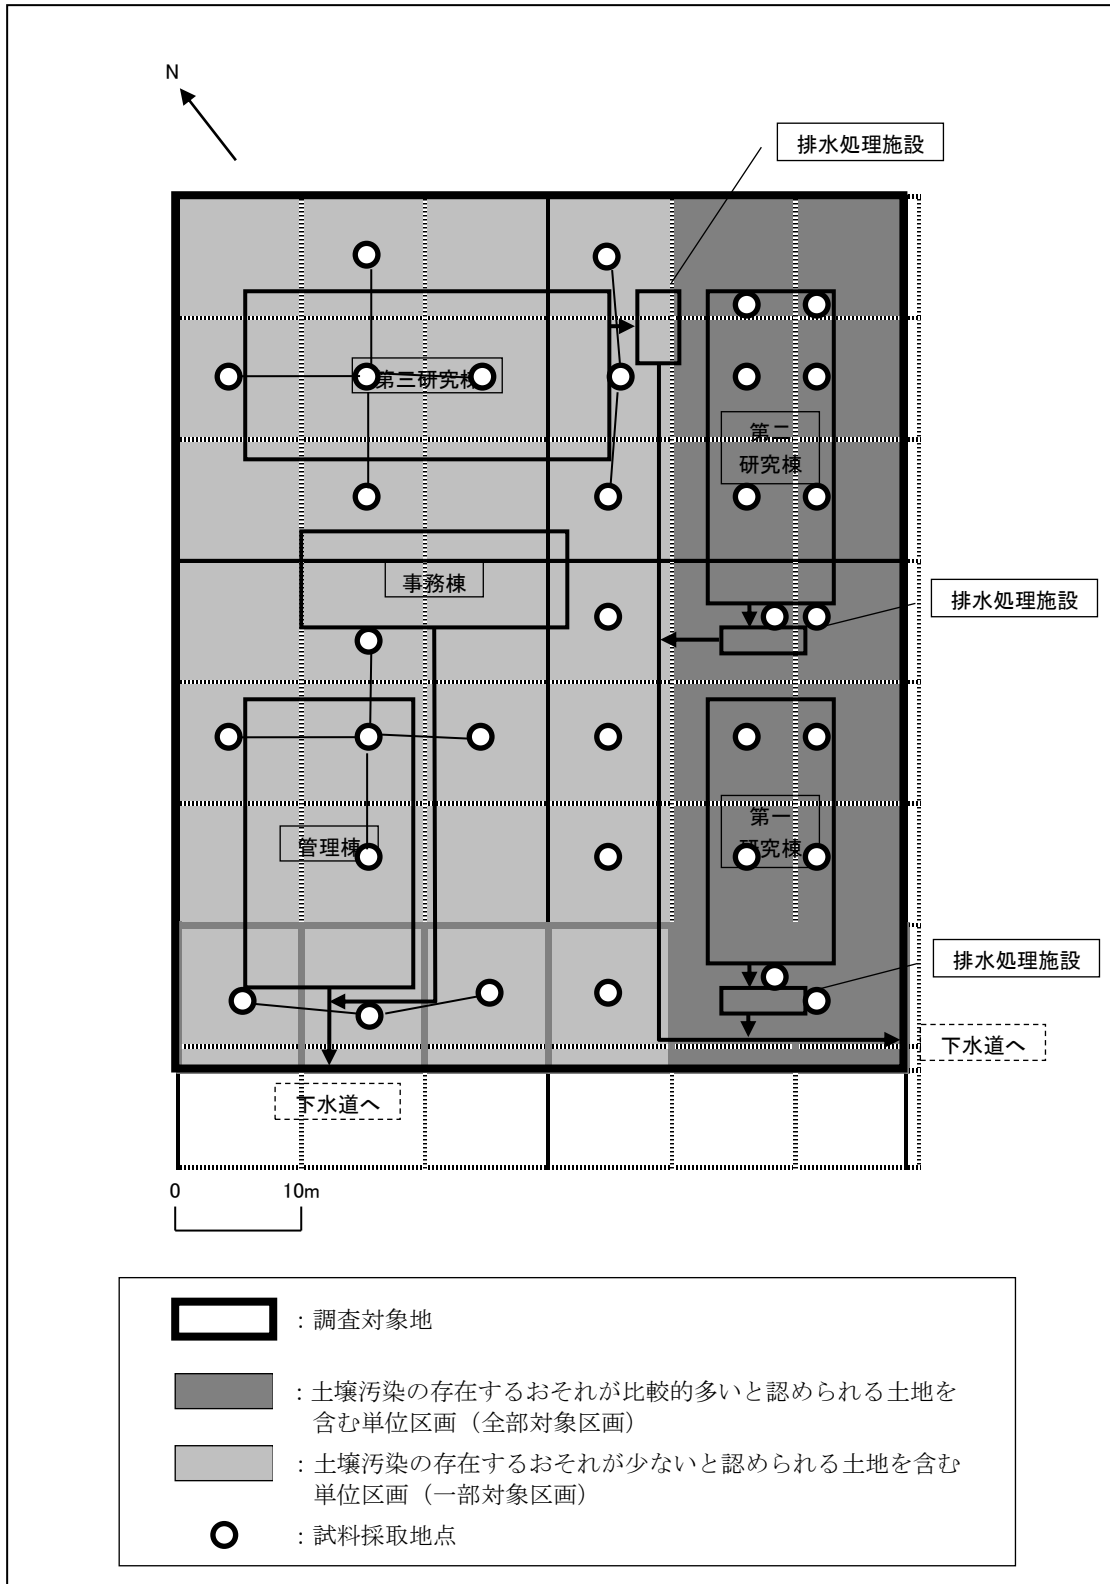 N
排水処理施設
第三研究棟
第二
研究棟
事務棟
排水処理施設
第一
研究棟
管理棟
排水処理施設
下水道へ
下水道へ
0 10m
：調査対象地
：土壌汚染の存在するおそれが比較的多いと認められる土地を
含む単位区画（全部対象区画）
：土壌汚染の存在するおそれが少ないと認められる土地を含む
単位区画（一部対象区画）
：試料採取地点